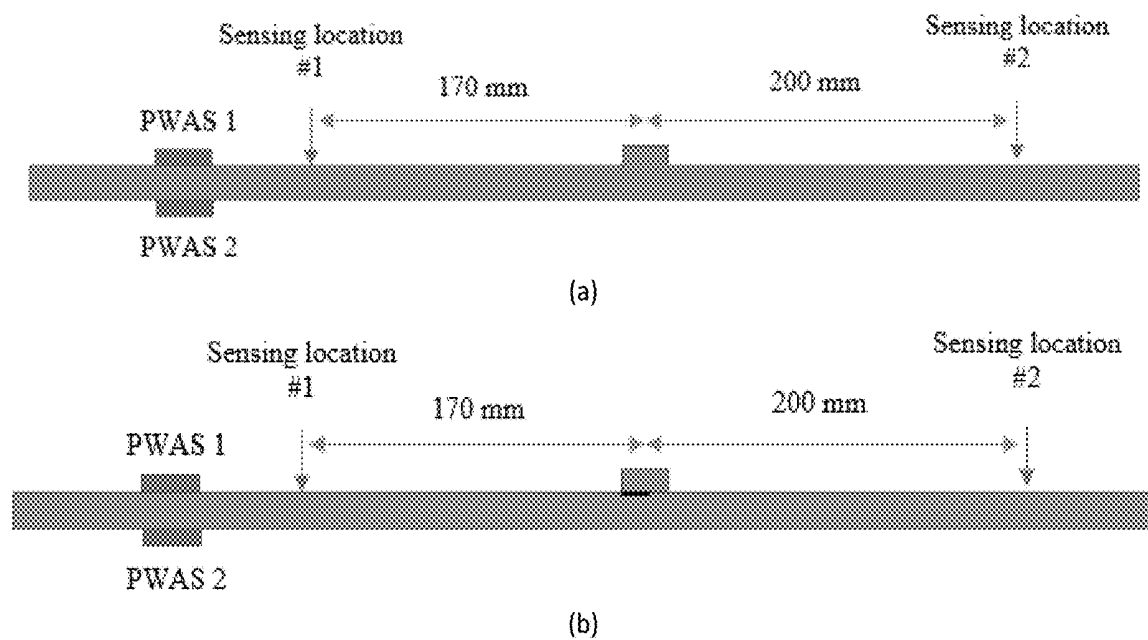 Sensing location
#1
Sensing location
#2
170 mm
200 mm
PWAS 1
PWAS 2
(a)
Sensing location
#1
Sensing location
#2
170 mm
200 mm
PWAS 1
PWAS 2
(b)